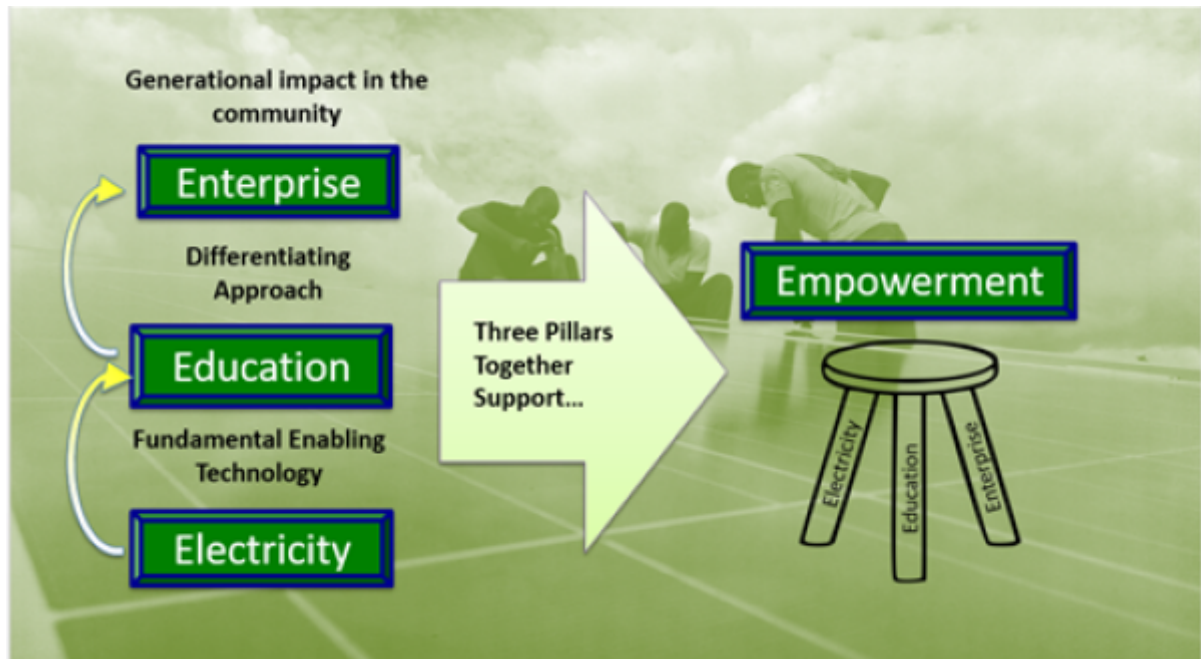 Generational impact in the
community
Enterprise
Differentiating
Approach
Education
Fundamental Enabling
Technology
Electricity
Three Pillars
Together
Support...
Empowerment
Electricity
Education
Enterprise